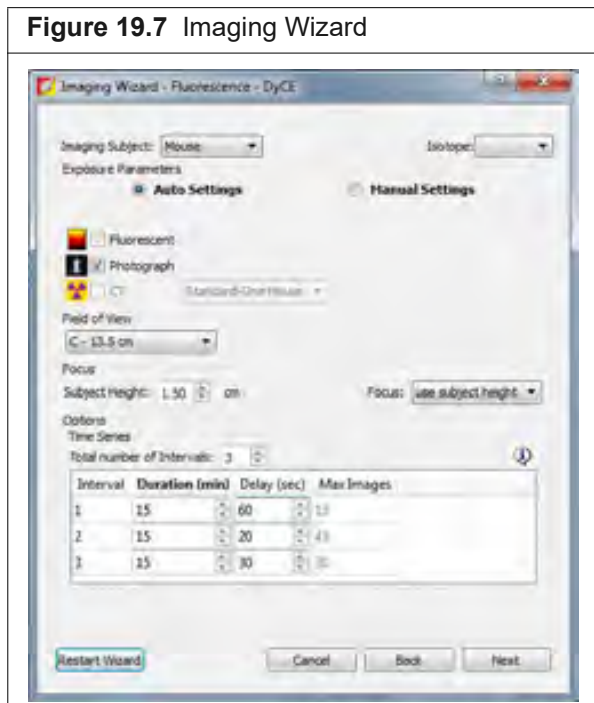 Figure 19.7 Imaging Wizard
Imaging Wizard - Fluorescence - DyCE
Imaging Subject: Mouse Isotope:
Exposure Parameters
Auto Settings Manual Settings
Fluorescent
Photograph
CT Standard-One Mouse
Field of View
C - 13.5 cm
Focus
Subject Height: 1.50 cm Focus: use subject height
Options
Time Series
Total number of Intervals: 3
Interval Duration (min) Delay (sec) Max Images
1 15 60
2 15 20
3 15 30
Restart Wizard Cancel Back Next